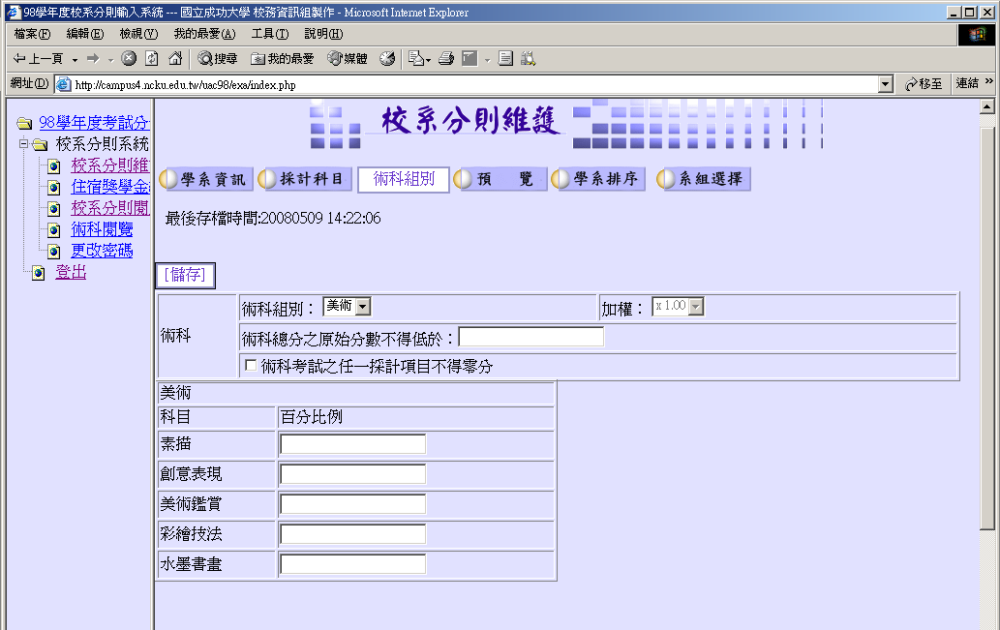 98學年度校系分則輸入系統 --- 國立成功大學 校務資訊組製作 - Microsoft Internet Explorer
檔案(F) 編輯(E) 檢視(V) 我的最愛(A) 工具(T) 說明(H)
上一頁 搜尋 我的最愛 媒體
網址(D) http://campus4.ncku.edu.tw/uac98/exa/index.php 移至 連結 »
98學年度考試分
校系分則系統
校系分則維
住宿獎學金
校系分則閱
術科閱覽
更改密碼
登出
校系分則維護
學系資訊 採計科目 術科組別 預 覽 學系排序 系組選擇
最後存檔時間:20080509 14:22:06
[儲存]
術科
術科組別： 美術 加權： x 1.00
術科總分之原始分數不得低於：
術科考試之任一採計項目不得零分
美術
科目 百分比例
素描
創意表現
美術鑑賞
彩繪技法
水墨書畫